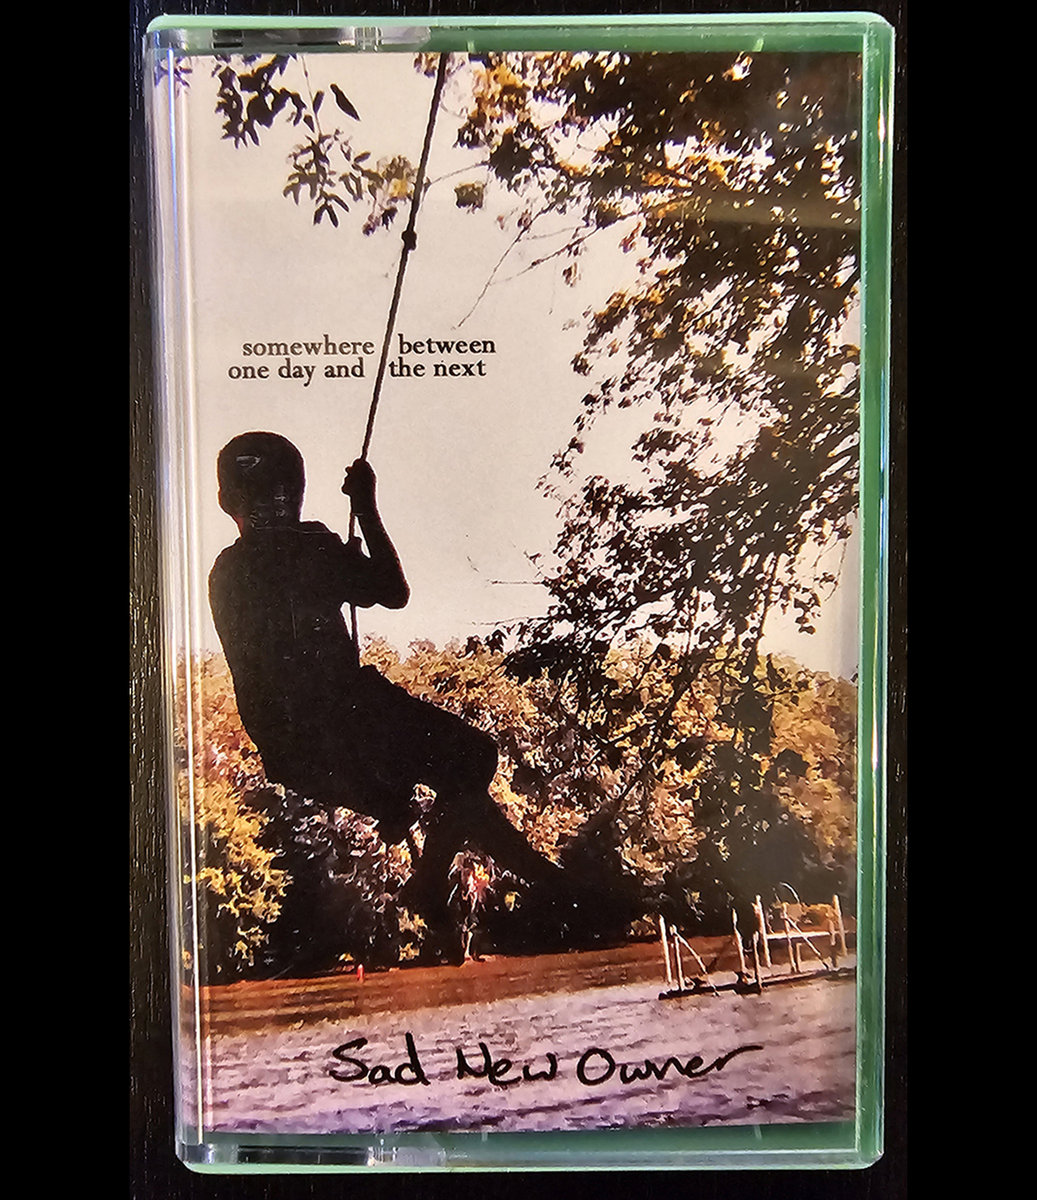 somewhere between
one day and the next
Sad New Owner